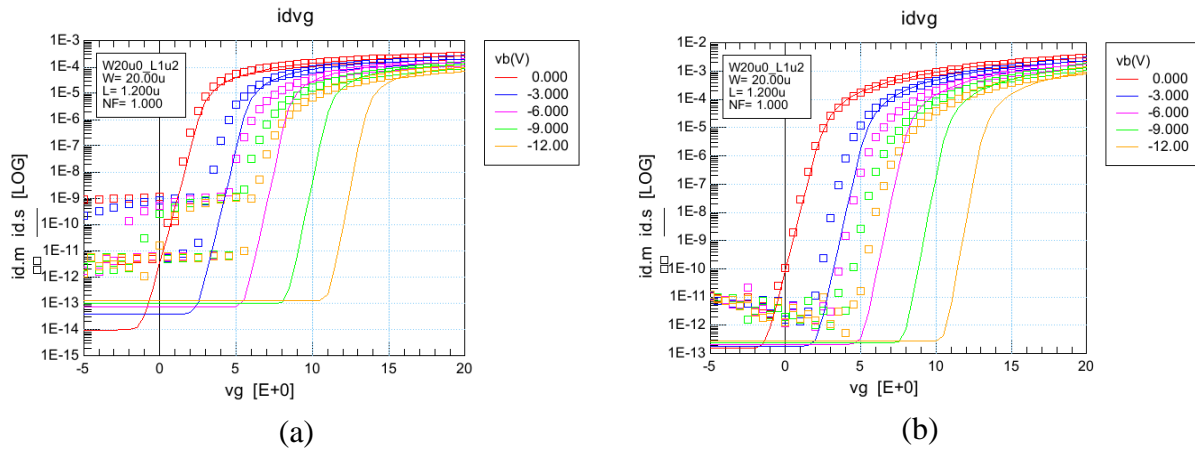 idvg
1E-3
1E-4
1E-5
1E-6
1E-7
1E-8
1E-9
1E-10
1E-11
1E-12
1E-13
1E-14
1E-15
id.m id.s [LOG]
W20u0_L1u2
W= 20.00u
L= 1.200u
NF= 1.000
-5 0 5 10 15 20
vg [E+0]
vb(V)
0.000
-3.000
-6.000
-9.000
-12.00
(a)
idvg
1E-2
1E-3
1E-4
1E-5
1E-6
1E-7
1E-8
1E-9
1E-10
1E-11
1E-12
1E-13
id.m id.s [LOG]
W20u0_L1u2
W= 20.00u
L= 1.200u
NF= 1.000
-5 0 5 10 15 20
vg [E+0]
vb(V)
0.000
-3.000
-6.000
-9.000
-12.00
(b)